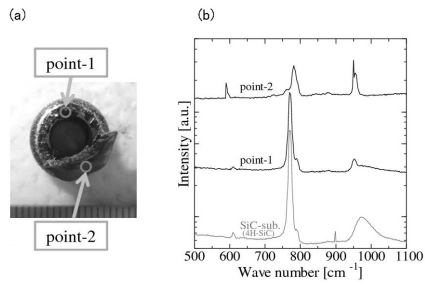 (a)
point-1
point-2
(b)
Intensity [a.u.]
point-2
point-1
SiC-sub.
(4H-SiC)
500 600 700 800 900 1000 1100
Wave number [cm⁻¹]